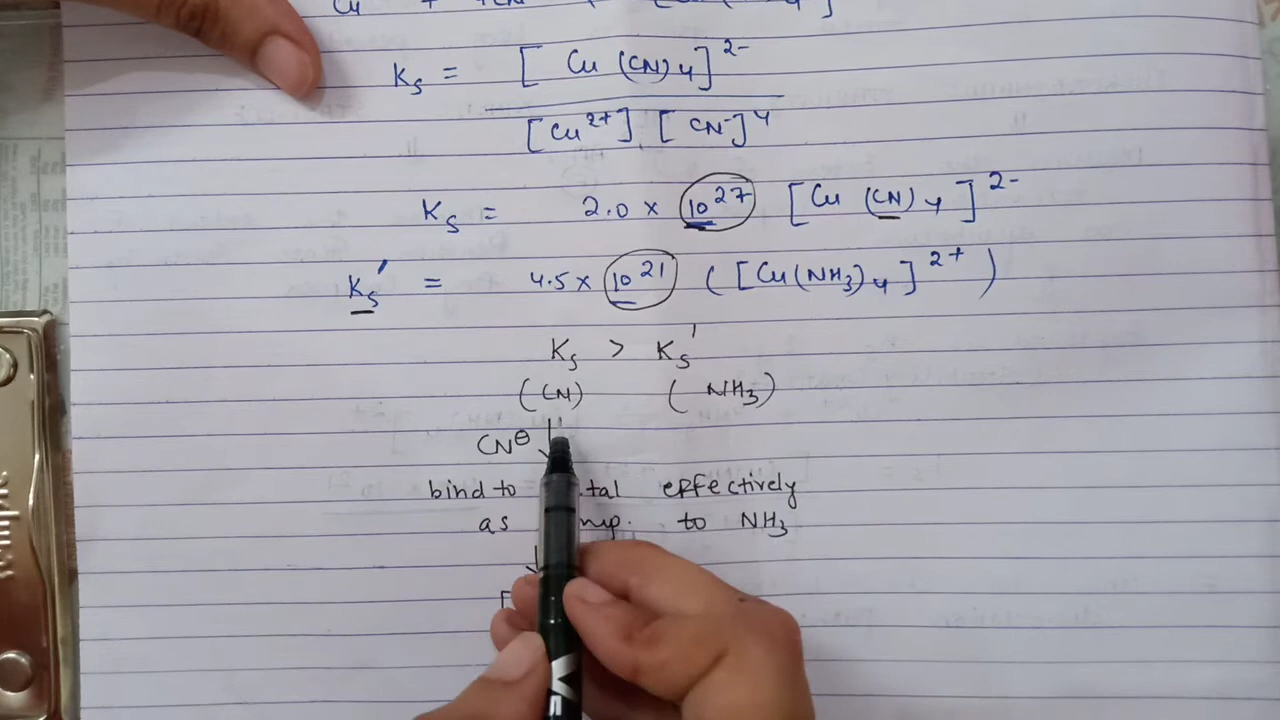 Ks = [Cu(CN)4]2-
[Cu2+] [CN-]4
Ks = 2.0 × 10^27 [Cu(CN)4]2-
Ks' = 4.5 × 10^21 ([Cu(NH3)4]2+)
Ks > Ks'
(CN) (NH3)
CN⊖
bind to effectively
as to NH3